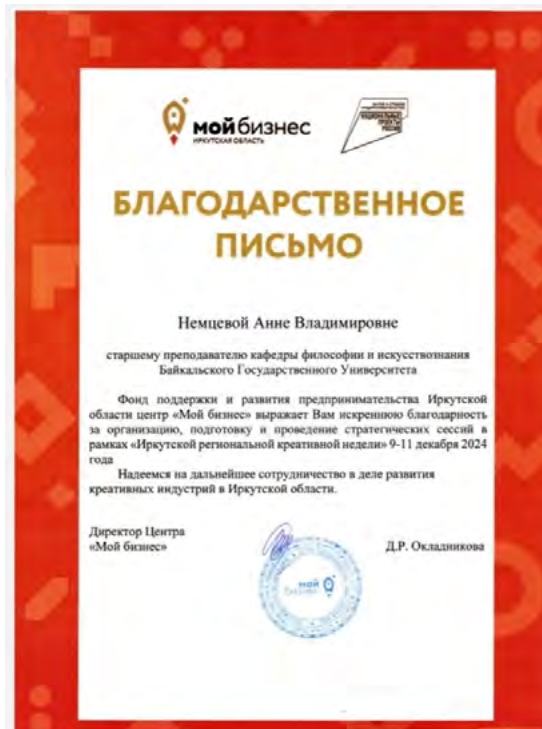 мойбизнес
ИРКУТСКАЯ ОБЛАСТЬ
НАЦИОНАЛЬНЫЕ
ПРОЕКТЫ
РОССИИ
БЛАГОДАРСТВЕННОЕ
ПИСЬМО
Немцевой Анне Владимировне
старшему преподавателю кафедры философии и искусствознания
Байкальского Государственного Университета
Фонд поддержки и развития предпринимательства Иркутской
области центр «Мой бизнес» выражает Вам искреннюю благодарность
за организацию, подготовку и проведение стратегических сессий в
рамках «Иркутской региональной креативной недели» 9-11 декабря 2024
года
Надеемся на дальнейшее сотрудничество в деле развития
креативных индустрий в Иркутской области.
Директор Центра
«Мой бизнес»
Д.Р. Окладникова
мой
бизнес